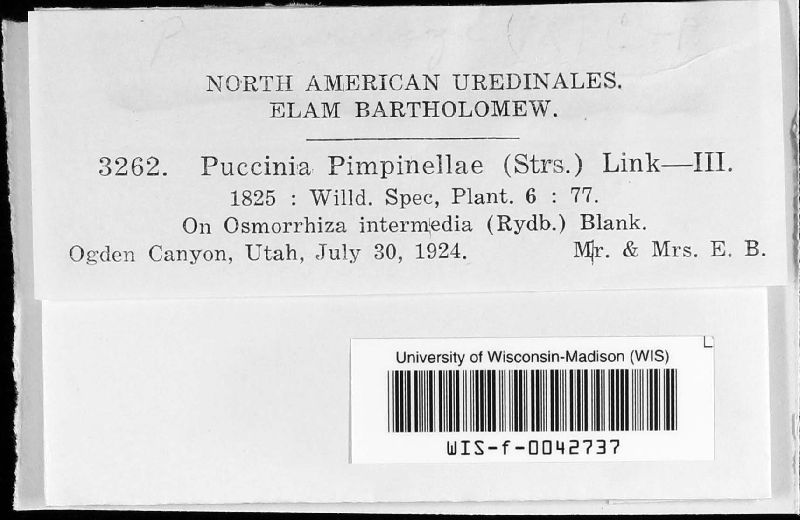 NORTH AMERICAN UREDINALES.
ELAM BARTHOLOMEW.
3262. Puccinia Pimpinellae (Strs.) Link—III.
1825 : Willd. Spec, Plant. 6 : 77.
On Osmorrhiza intermedia (Rydb.) Blank.
Ogden Canyon, Utah, July 30, 1924. Mr. & Mrs. E. B.
University of Wisconsin-Madison (WIS)
WIS-f-0042737